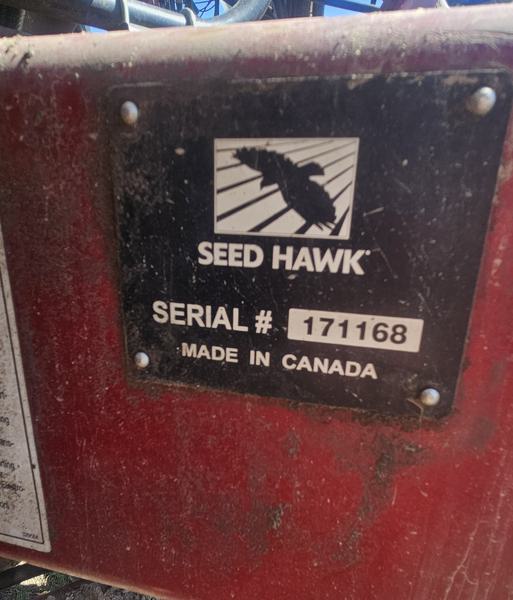 SEED HAWK
SERIAL # 171168
MADE IN CANADA